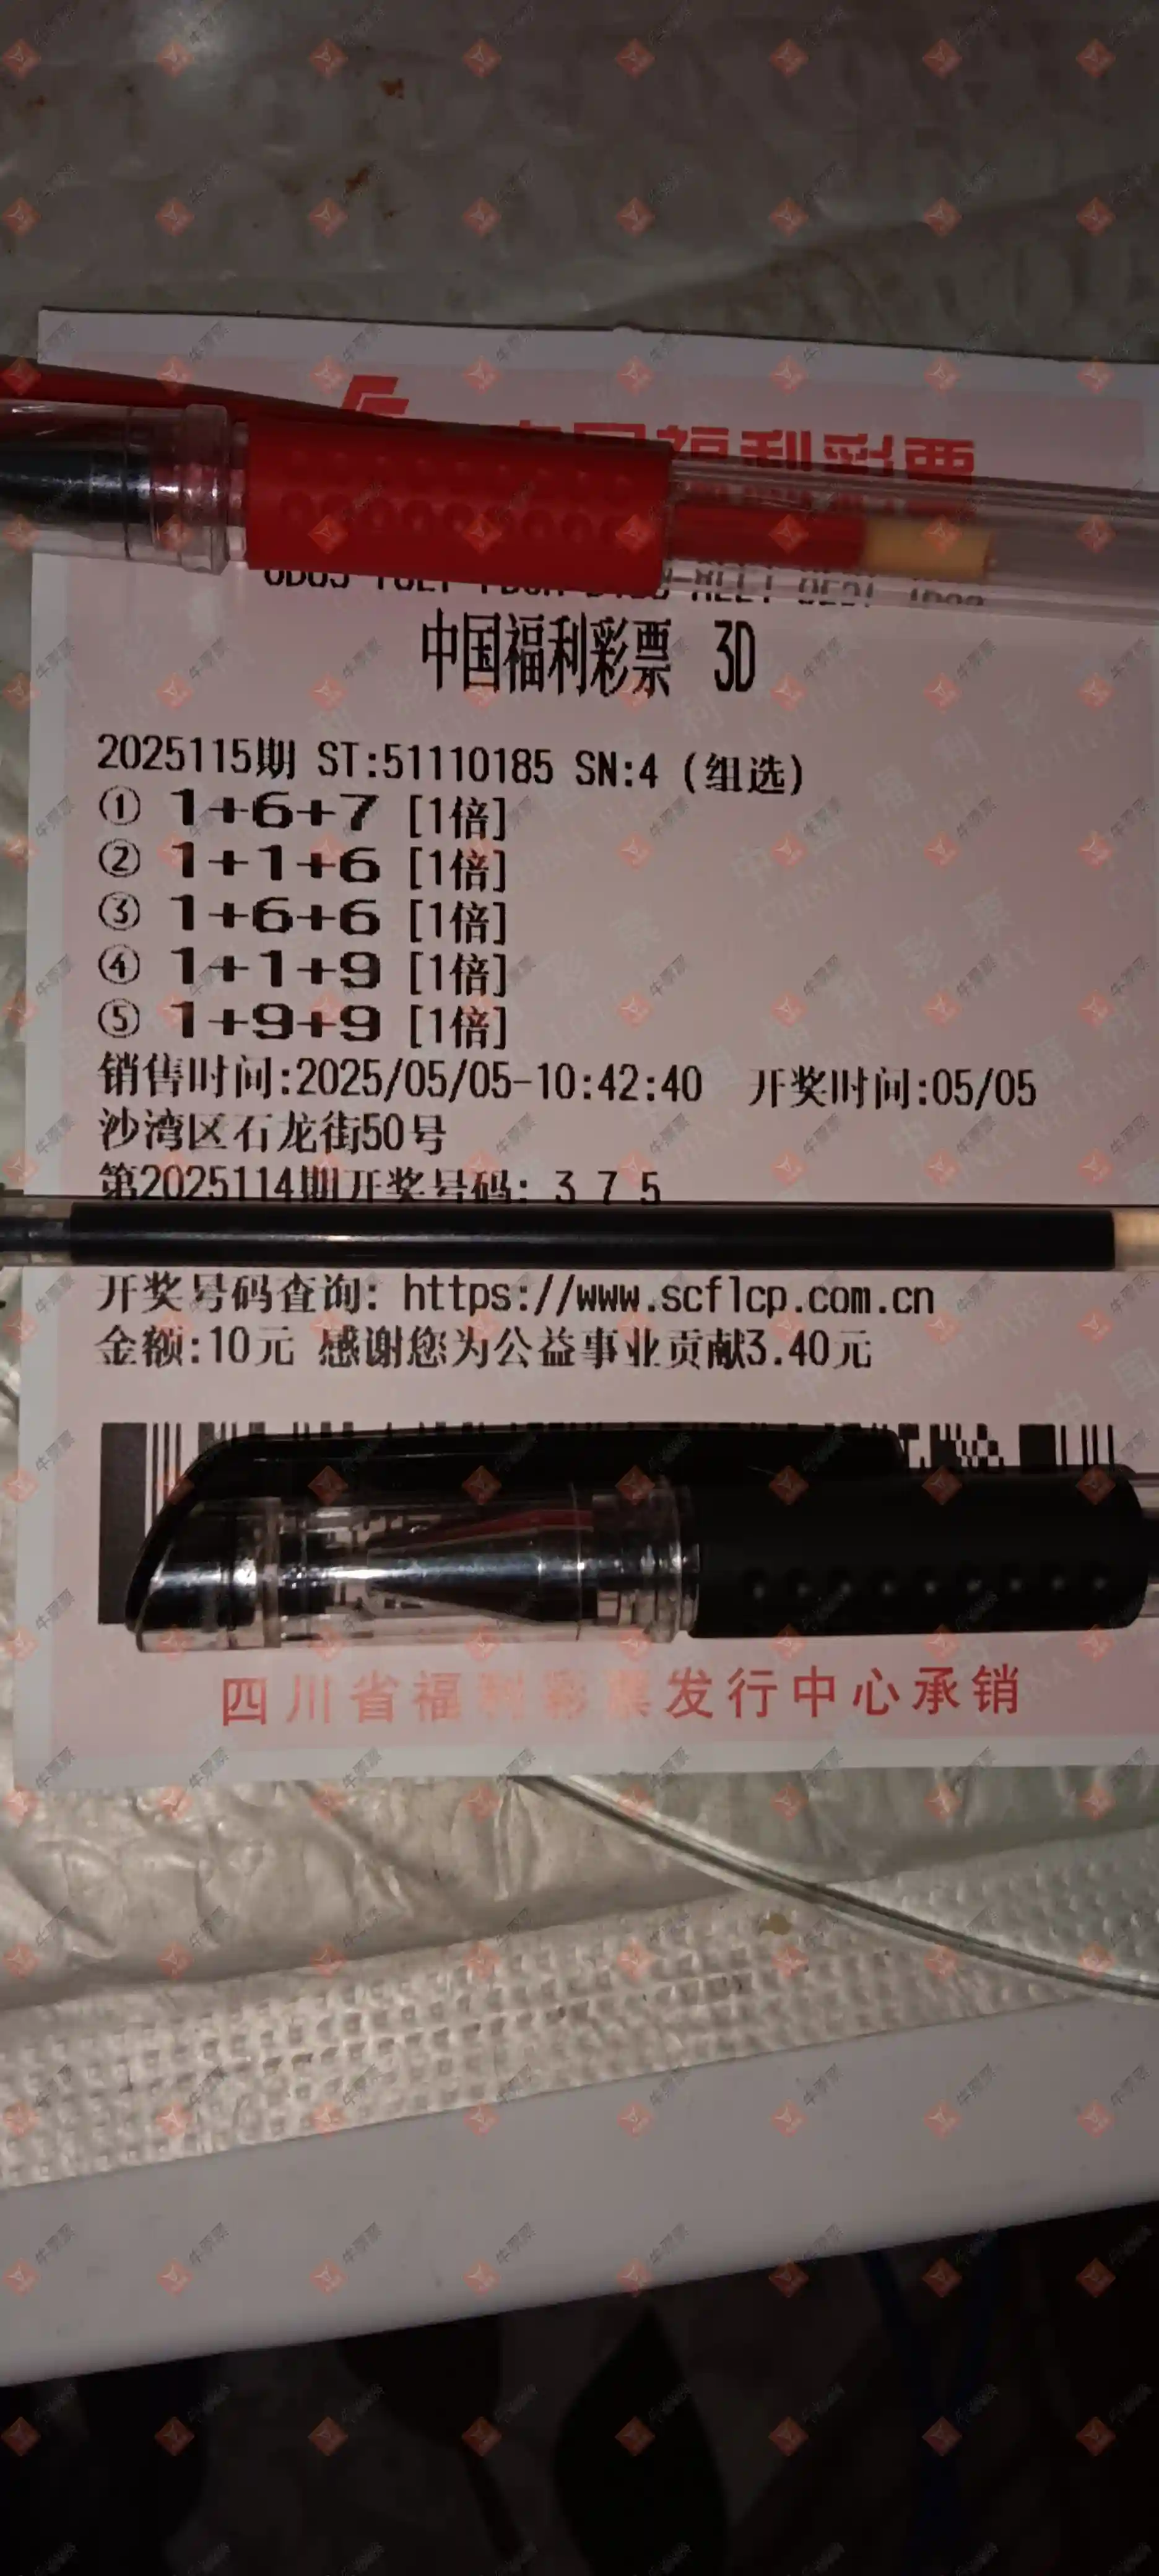 中国福利彩票
中国福利彩票 3D
2025115期 ST:51110185 SN:4 (组选)
① 1+6+7 [1倍]
② 1+1+6 [1倍]
③ 1+6+6 [1倍]
④ 1+1+9 [1倍]
⑤ 1+9+9 [1倍]
销售时间:2025/05/05-10:42:40 开奖时间:05/05
沙湾区石龙街50号
第2025114期开奖号码: 3 7 5
开奖号码查询: https://www.scflcp.com.cn
金额:10元 感谢您为公益事业贡献3.40元
四川省福利彩票发行中心承销